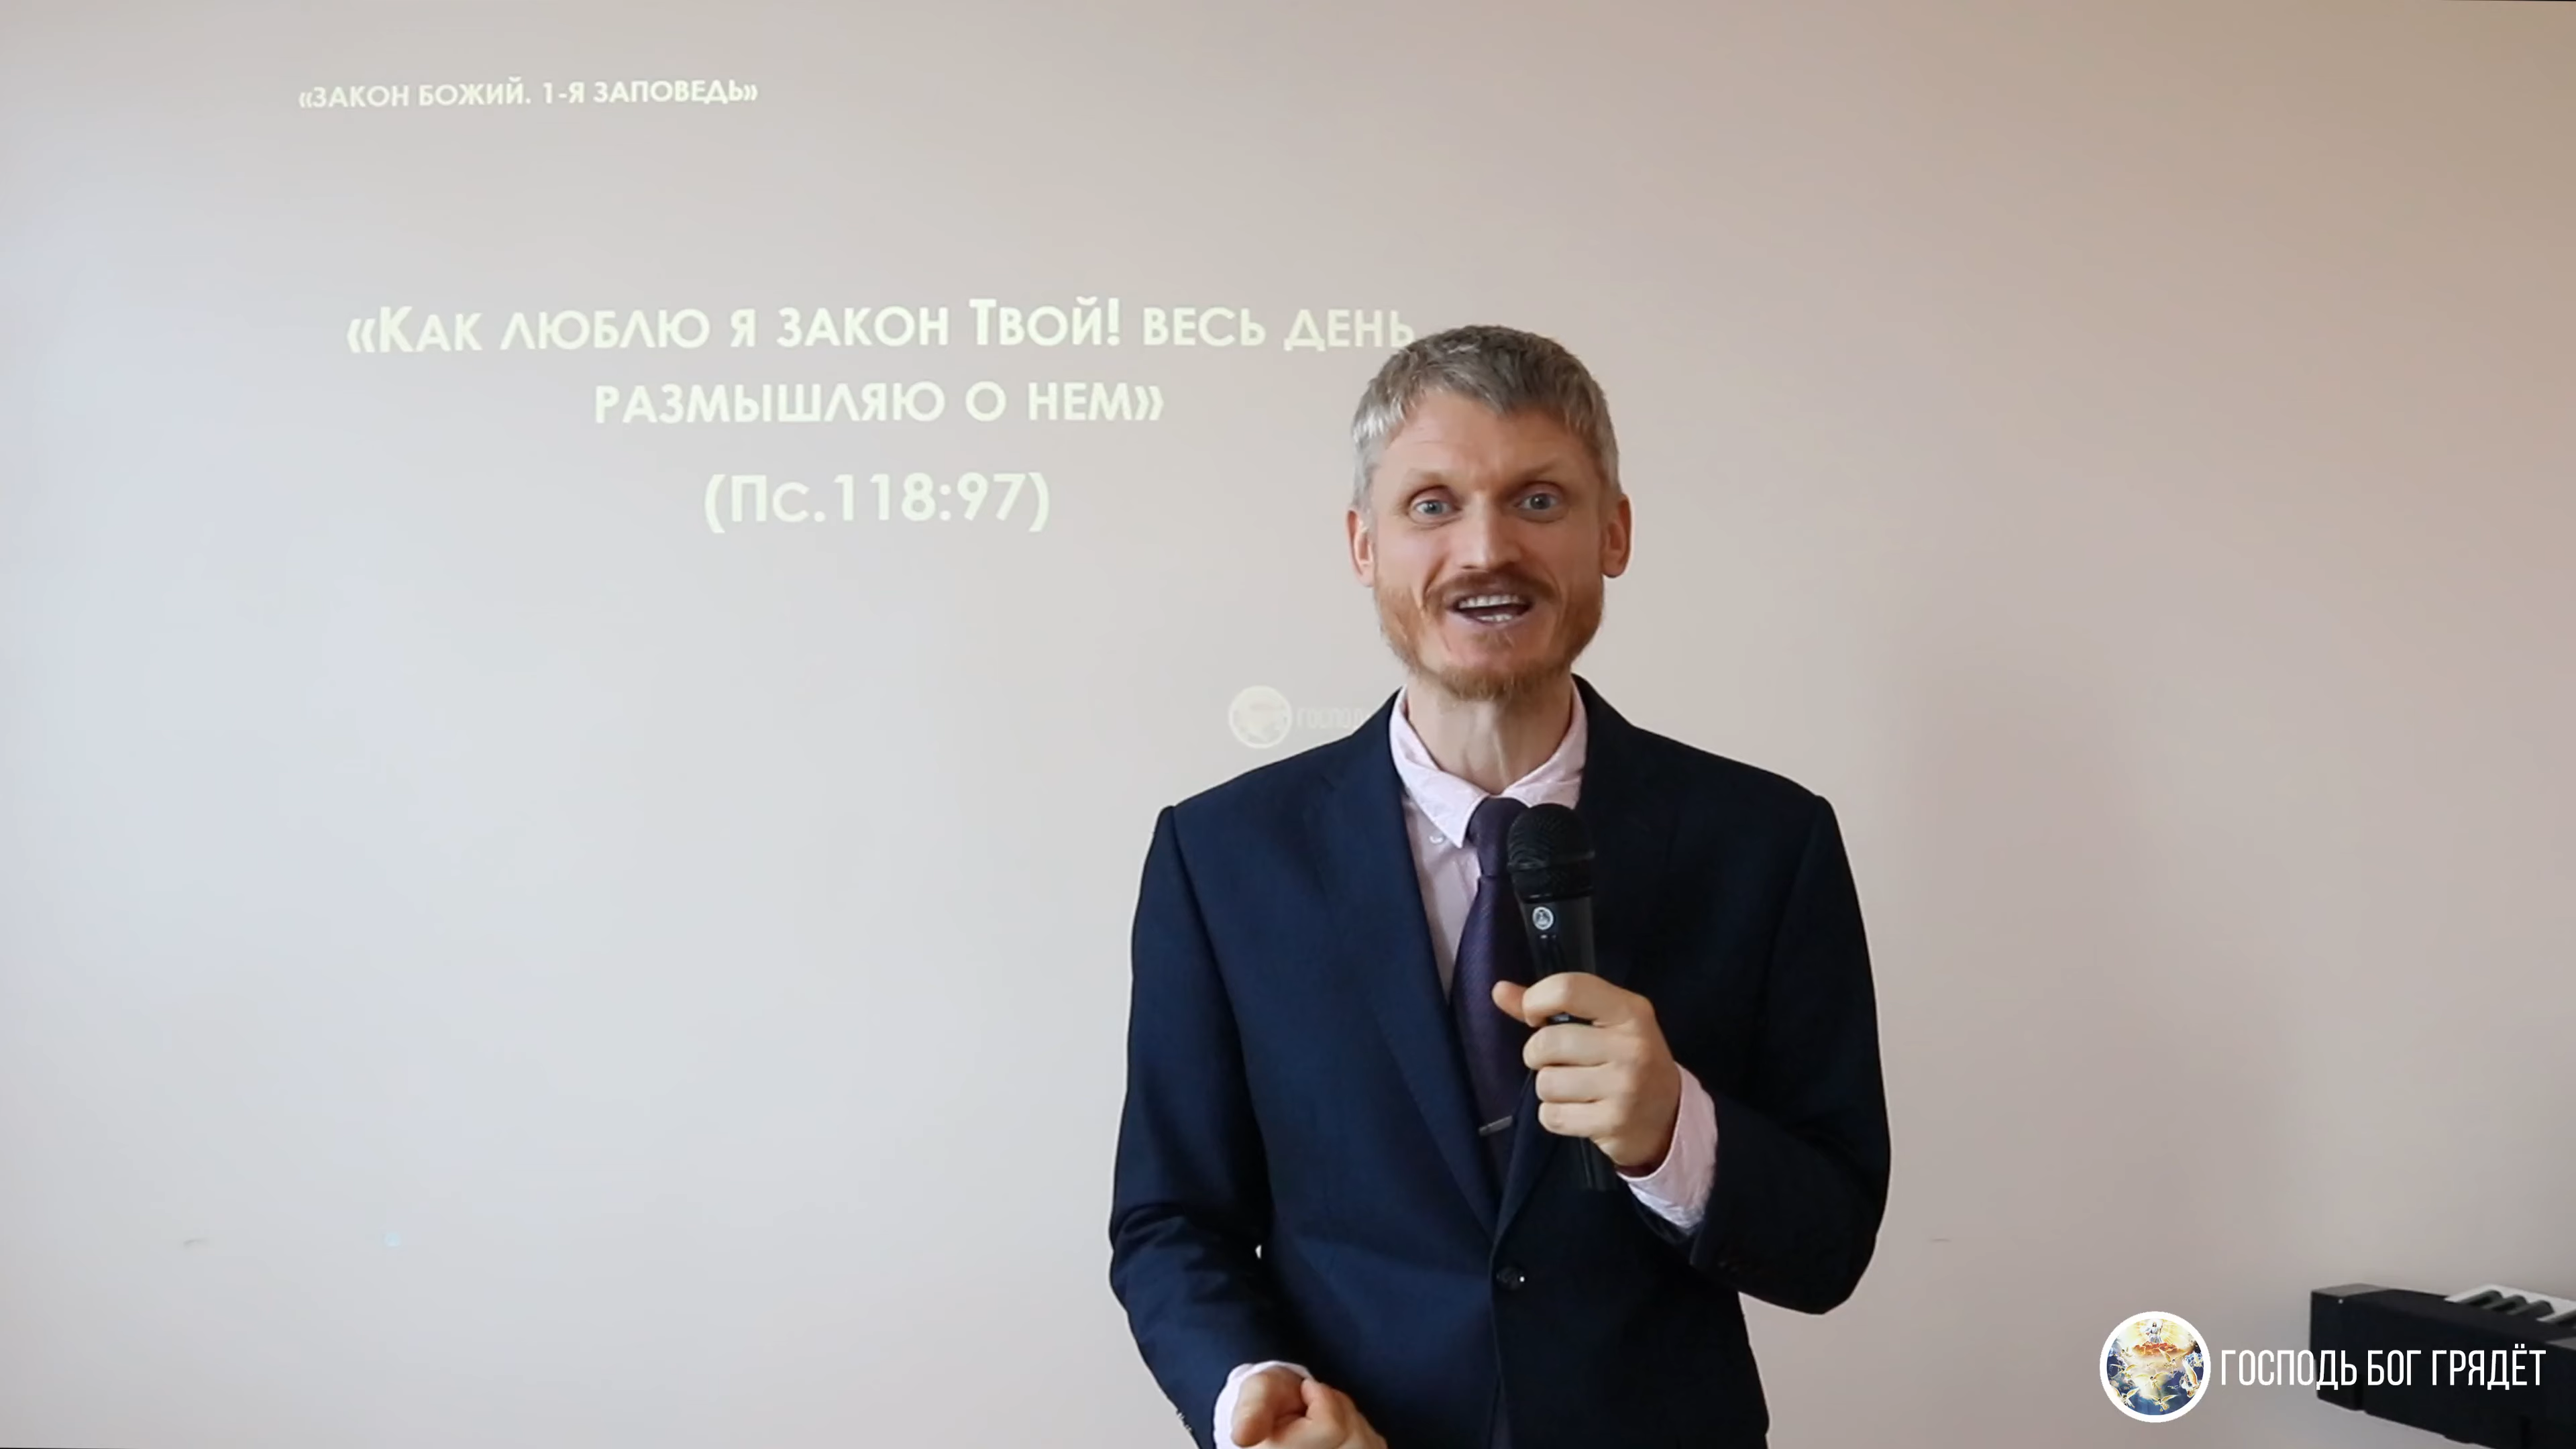 «ЗАКОН БОЖИЙ. 1-Я ЗАПОВЕДЬ»
«Как люблю я закон Твой! весь день
размышляю о нем»
(Пс.118:97)
ГОСПОДЬ БОГ ГРЯДЁТ